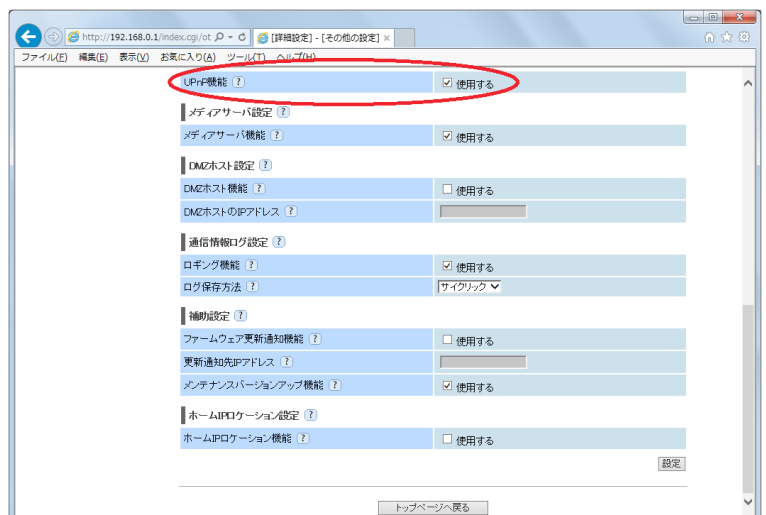 http://192.168.0.1/index.cgi/ot
[詳細設定] - [その他の設定]
ファイル(F) 編集(E) 表示(V) お気に入り(A) ツール(T) ヘルプ(H)
UPnP機能 ? 使用する
メディアサーバ設定 ?
メディアサーバ機能 ? 使用する
DMZホスト設定 ?
DMZホスト機能 ? 使用する
DMZホストのIPアドレス ?
通信情報ログ設定 ?
ロギング機能 ? 使用する
ログ保存方法 ? サイクリック
補助設定 ?
ファームウェア更新通知機能 ? 使用する
更新通知先IPアドレス ?
メンテナンスバージョンアップ機能 ? 使用する
ホームIPロケーション設定 ?
ホームIPロケーション機能 ? 使用する
設定
トップページへ戻る